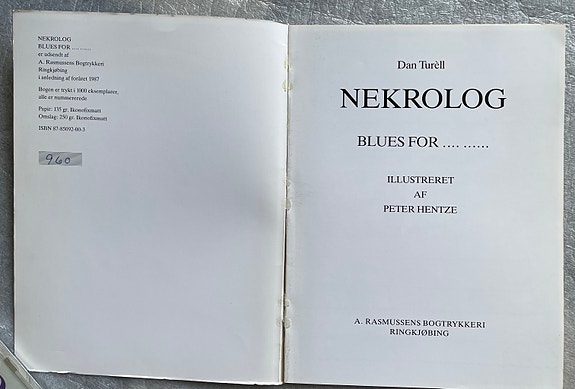 NEKROLOG
BLUES FOR .... ......
er udsendt af
A. Rasmussens Bogtrykkeri
Ringkjøbing
i anledning af foråret 1987
Bogen er trykt i 1000 eksemplarer,
alle er nummererede
Papir: 135 gr. Ikonofixmatt
Omslag: 250 gr. Ikonofixmatt
ISBN 87-85092-00-3
960
Dan Turèll
NEKROLOG
BLUES FOR .... ......
ILLUSTRERET
AF
PETER HENTZE
A. RASMUSSENS BOGTRYKKERI
RINGKJØBING